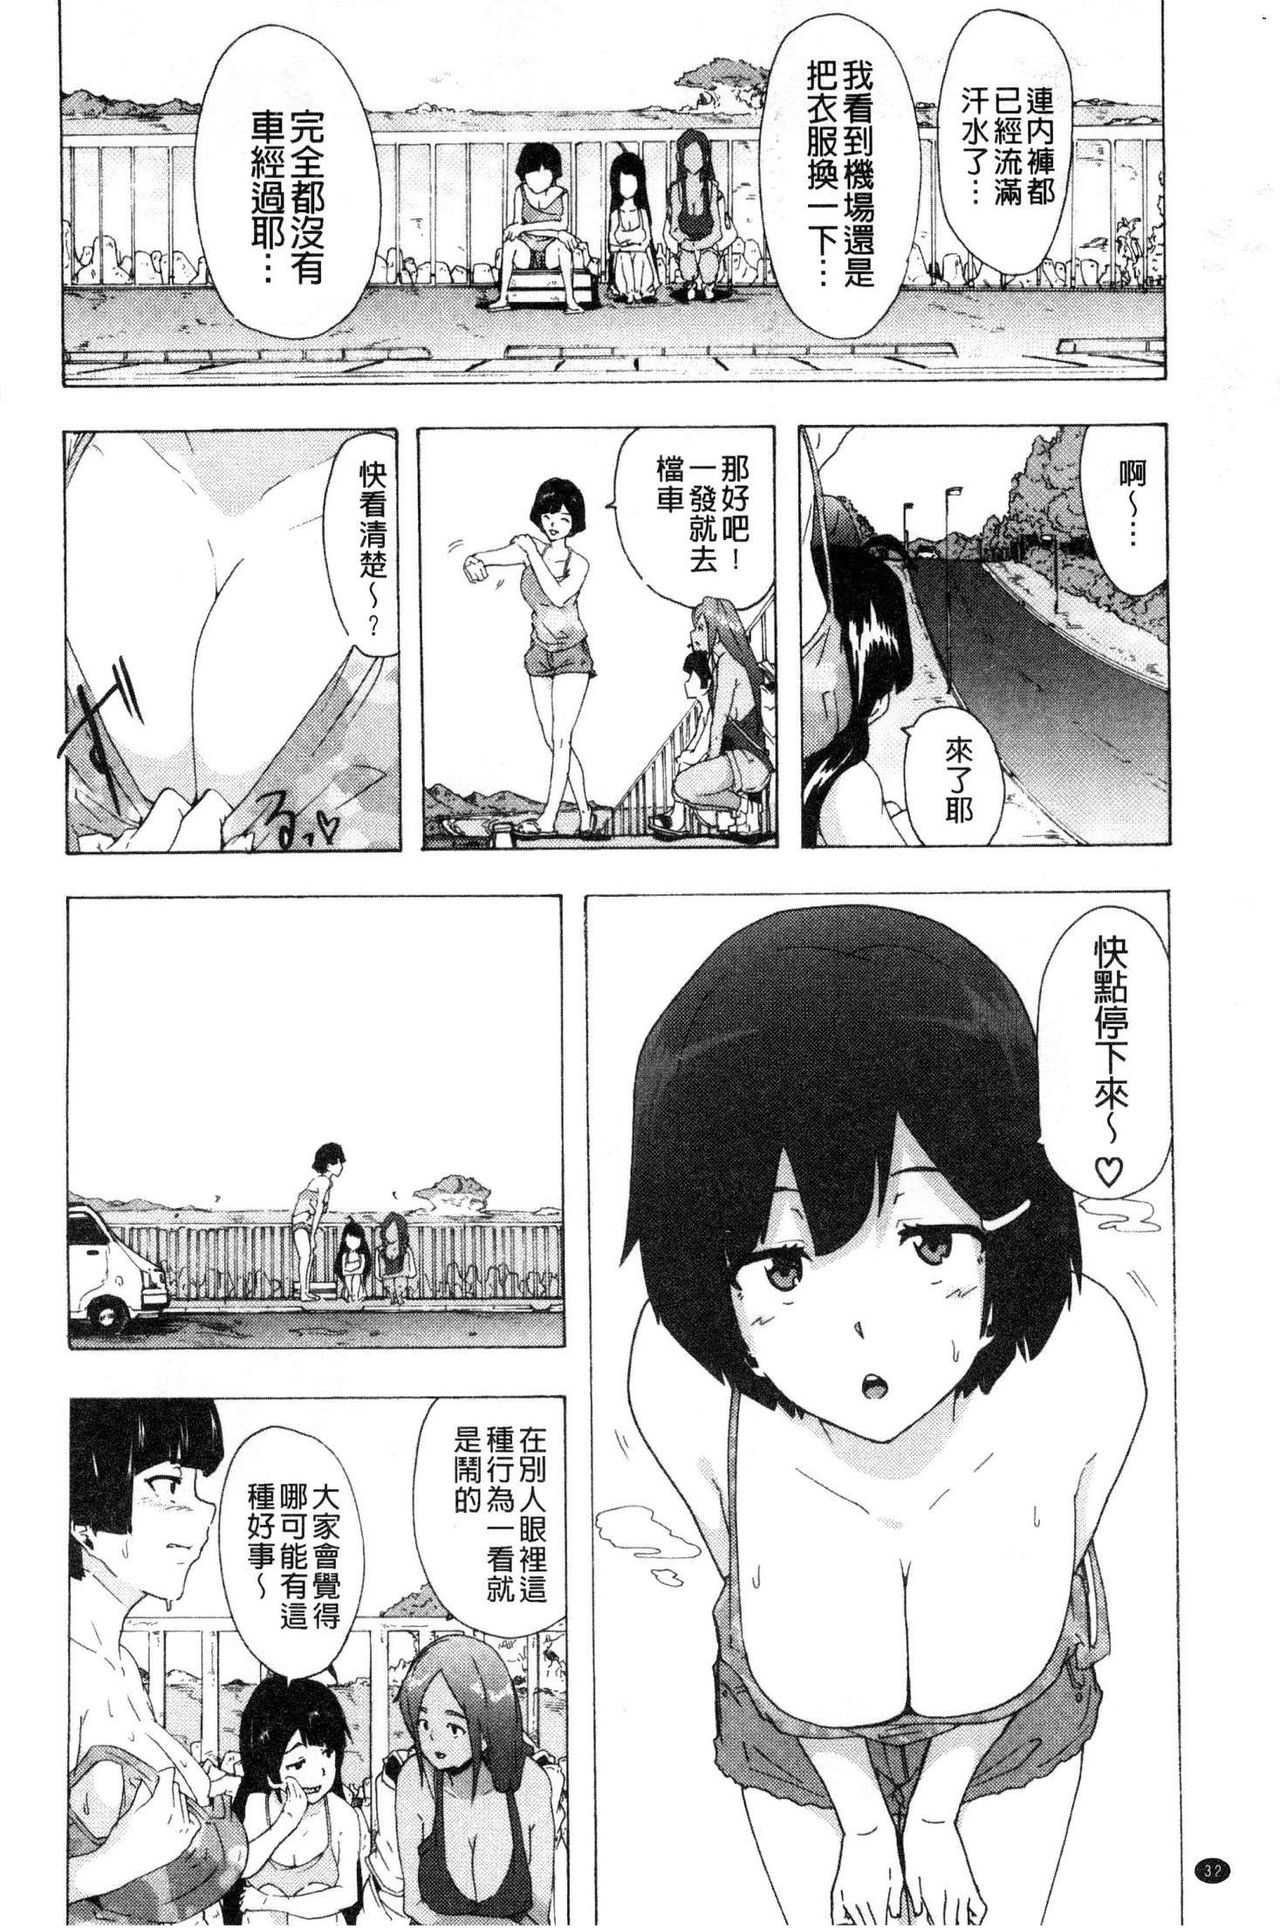 連內褲都
已經流滿
汗水了…
我看到機場還是
把衣服換一下…
完全都沒有
車經過耶…
啊～…
來了耶
那好吧！
一發就去
檔車
快看清楚～？
ずる
っ♡
快點停下來～♡
在別人眼裡這
種行為一看就
是鬧的
大家會覺得
哪可能有這
種好事～
32